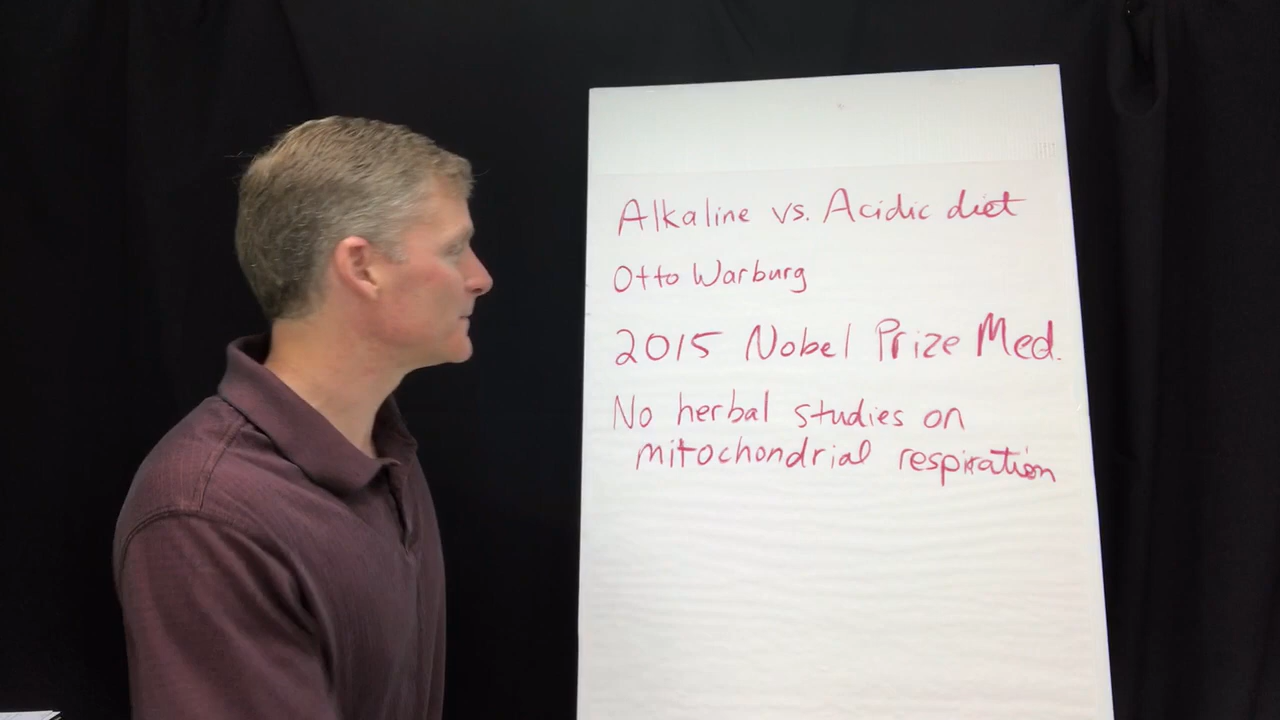 Alkaline vs. Acidic diet
Otto Warburg
2015 Nobel Prize Med.
No herbal studies on
mitochondrial respiration